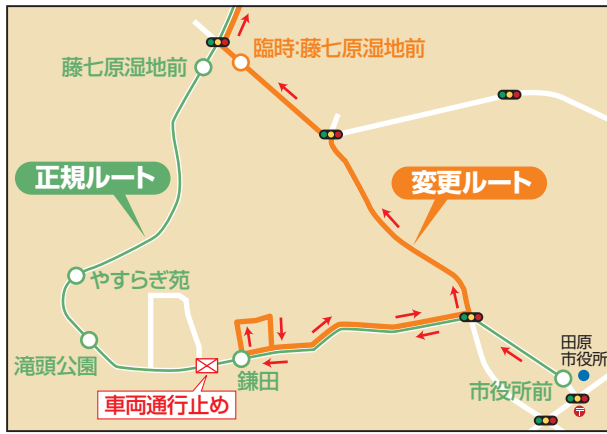 臨時:藤七原湿地前
藤七原湿地前
正規ルート
変更ルート
やすらぎ苑
滝頭公園
鎌田
車両通行止め
田原
市役所
市役所前
〒